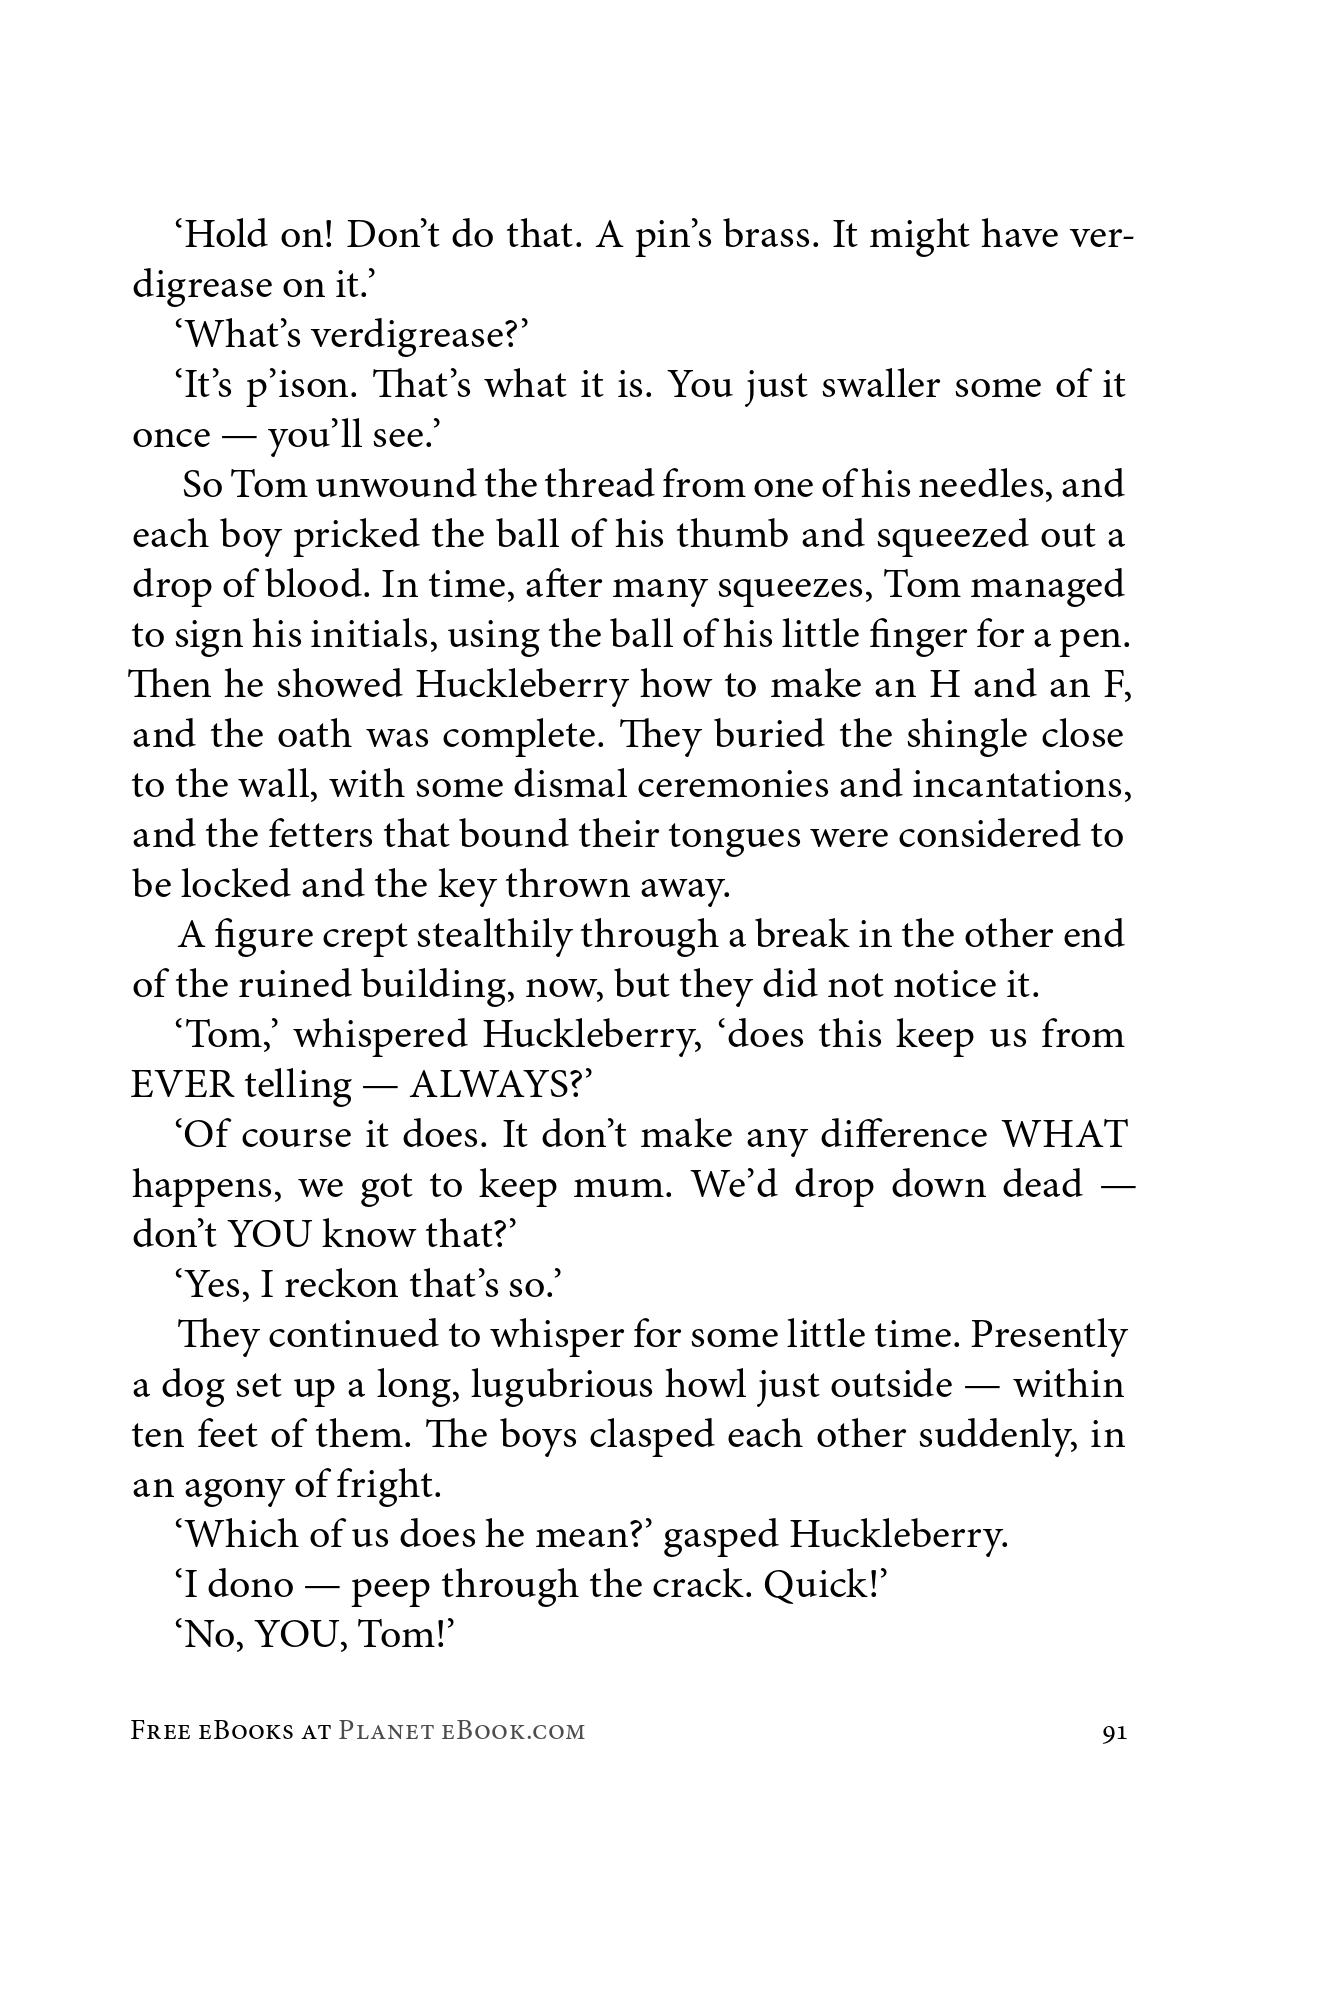 ‘Hold on! Don’t do that. A pin’s brass. It might have ver-
digrease on it.’
‘What’s verdigrease?’
‘It’s p’ison. That’s what it is. You just swaller some of it
once — you’ll see.’
So Tom unwound the thread from one of his needles, and
each boy pricked the ball of his thumb and squeezed out a
drop of blood. In time, after many squeezes, Tom managed
to sign his initials, using the ball of his little finger for a pen.
Then he showed Huckleberry how to make an H and an F,
and the oath was complete. They buried the shingle close
to the wall, with some dismal ceremonies and incantations,
and the fetters that bound their tongues were considered to
be locked and the key thrown away.
A figure crept stealthily through a break in the other end
of the ruined building, now, but they did not notice it.
‘Tom,’ whispered Huckleberry, ‘does this keep us from
EVER telling — ALWAYS?’
‘Of course it does. It don’t make any difference WHAT
happens, we got to keep mum. We’d drop down dead —
don’t YOU know that?’
‘Yes, I reckon that’s so.’
They continued to whisper for some little time. Presently
a dog set up a long, lugubrious howl just outside — within
ten feet of them. The boys clasped each other suddenly, in
an agony of fright.
‘Which of us does he mean?’ gasped Huckleberry.
‘I dono — peep through the crack. Quick!’
‘No, YOU, Tom!’
Free eBooks at Planet eBook.com 91